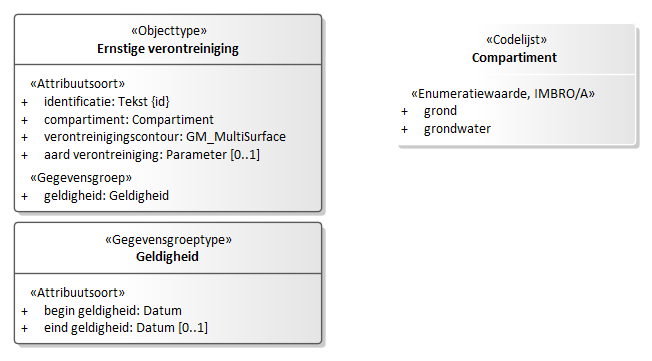 «Objecttype»
Ernstige verontreiniging
«Attribuutsoort»
+ identificatie: Tekst {id}
+ compartiment: Compartiment
+ verontreinigingscontour: GM_MultiSurface
+ aard verontreiniging: Parameter [0..1]
«Gegevensgroep»
+ geldigheid: Geldigheid
«Gegevensgroeptype»
Geldigheid
«Attribuutsoort»
+ begin geldigheid: Datum
+ eind geldigheid: Datum [0..1]
«Codelijst»
Compartiment
«Enumeratiewaarde, IMBRO/A»
+ grond
+ grondwater